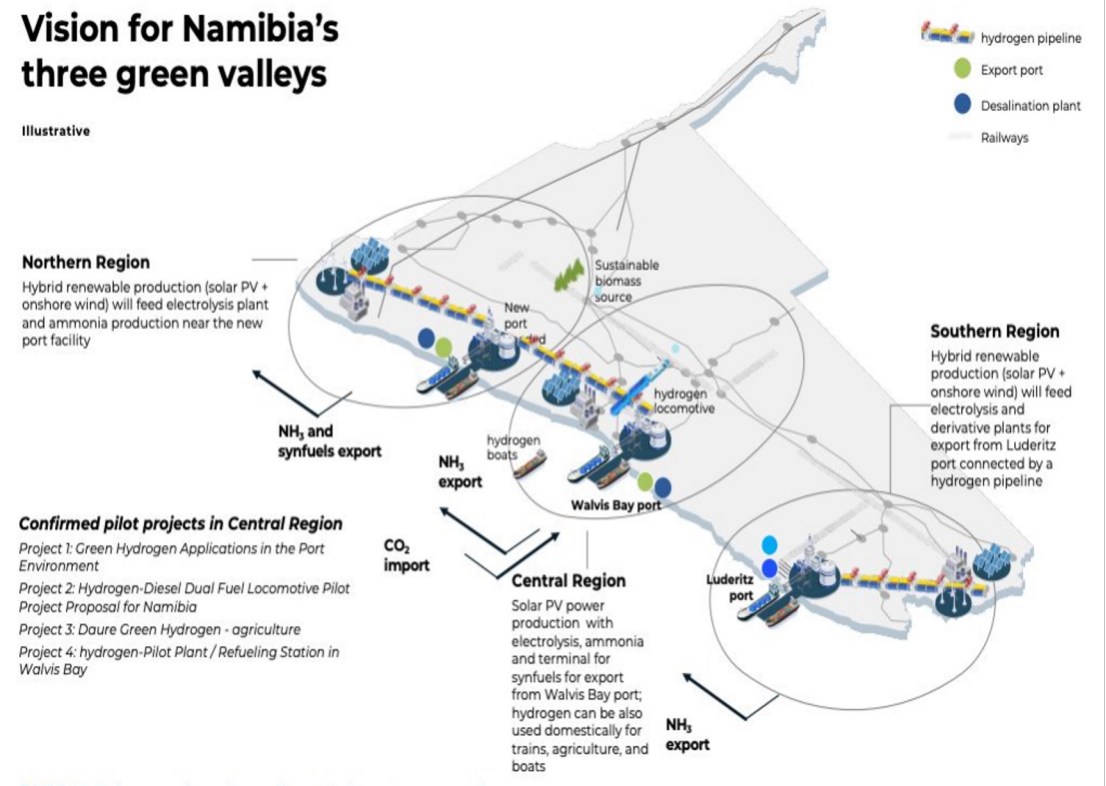 Vision for Namibia's
three green valleys
Illustrative
hydrogen pipeline
Export port
Desalination plant
Railways
Northern Region
Hybrid renewable production (solar PV +
onshore wind) will feed electrolysis plant
and ammonia production near the new
port facility
Sustainable
biomass
source
New
port
NH₃ and
synfuels export
hydrogen
locomotive
hydrogen
boats
NH₃
export
Walvis Bay port
CO₂
import
Southern Region
Hybrid renewable
production (solar PV +
onshore wind) will feed
electrolysis and
derivative plants for
export from Luderitz
port connected by a
hydrogen pipeline
Confirmed pilot projects in Central Region
Project 1: Green Hydrogen Applications in the Port
Environment
Project 2: Hydrogen-Diesel Dual Fuel Locomotive Pilot
Project Proposal for Namibia
Project 3: Daure Green Hydrogen - agriculture
Project 4: hydrogen-Pilot Plant / Refueling Station in
Walvis Bay
Central Region
Solar PV power
production with
electrolysis, ammonia
and terminal for
synfuels for export
from Walvis Bay port;
hydrogen can be also
used domestically for
trains, agriculture, and
boats
Luderitz
port
NH₃
export